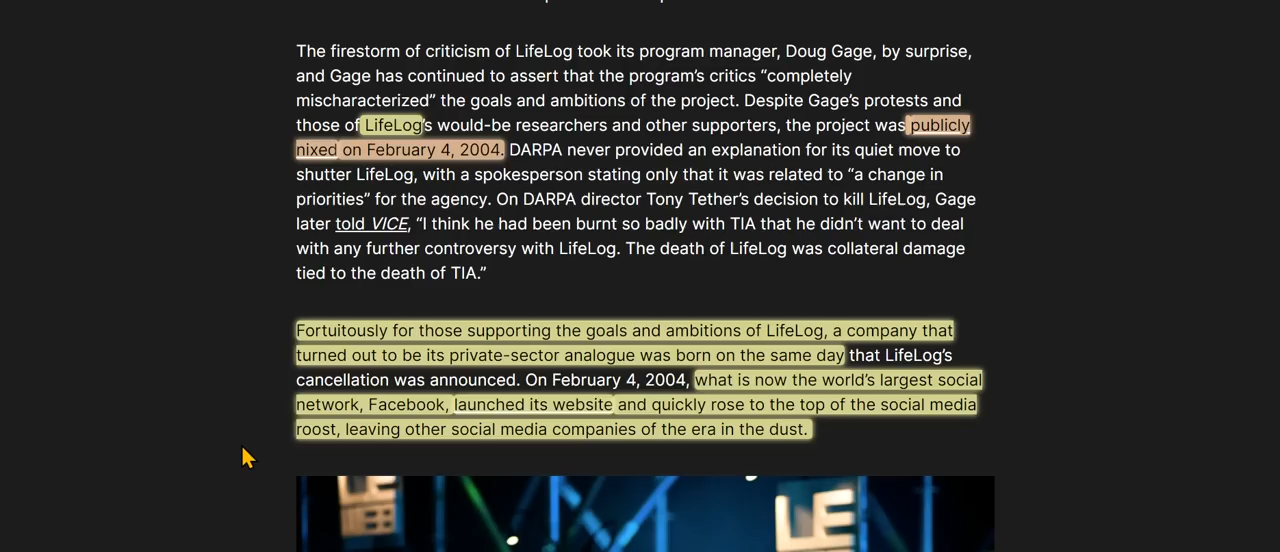 The firestorm of criticism of LifeLog took its program manager, Doug Gage, by surprise,
and Gage has continued to assert that the program’s critics “completely
mischaracterized” the goals and ambitions of the project. Despite Gage’s protests and
those of LifeLog’s would-be researchers and other supporters, the project was publicly
nixed on February 4, 2004. DARPA never provided an explanation for its quiet move to
shutter LifeLog, with a spokesperson stating only that it was related to “a change in
priorities” for the agency. On DARPA director Tony Tether’s decision to kill LifeLog, Gage
later told VICE, “I think he had been burnt so badly with TIA that he didn’t want to deal
with any further controversy with LifeLog. The death of LifeLog was collateral damage
tied to the death of TIA.”
Fortuitously for those supporting the goals and ambitions of LifeLog, a company that
turned out to be its private-sector analogue was born on the same day that LifeLog’s
cancellation was announced. On February 4, 2004, what is now the world’s largest social
network, Facebook, launched its website and quickly rose to the top of the social media
roost, leaving other social media companies of the era in the dust.
LE